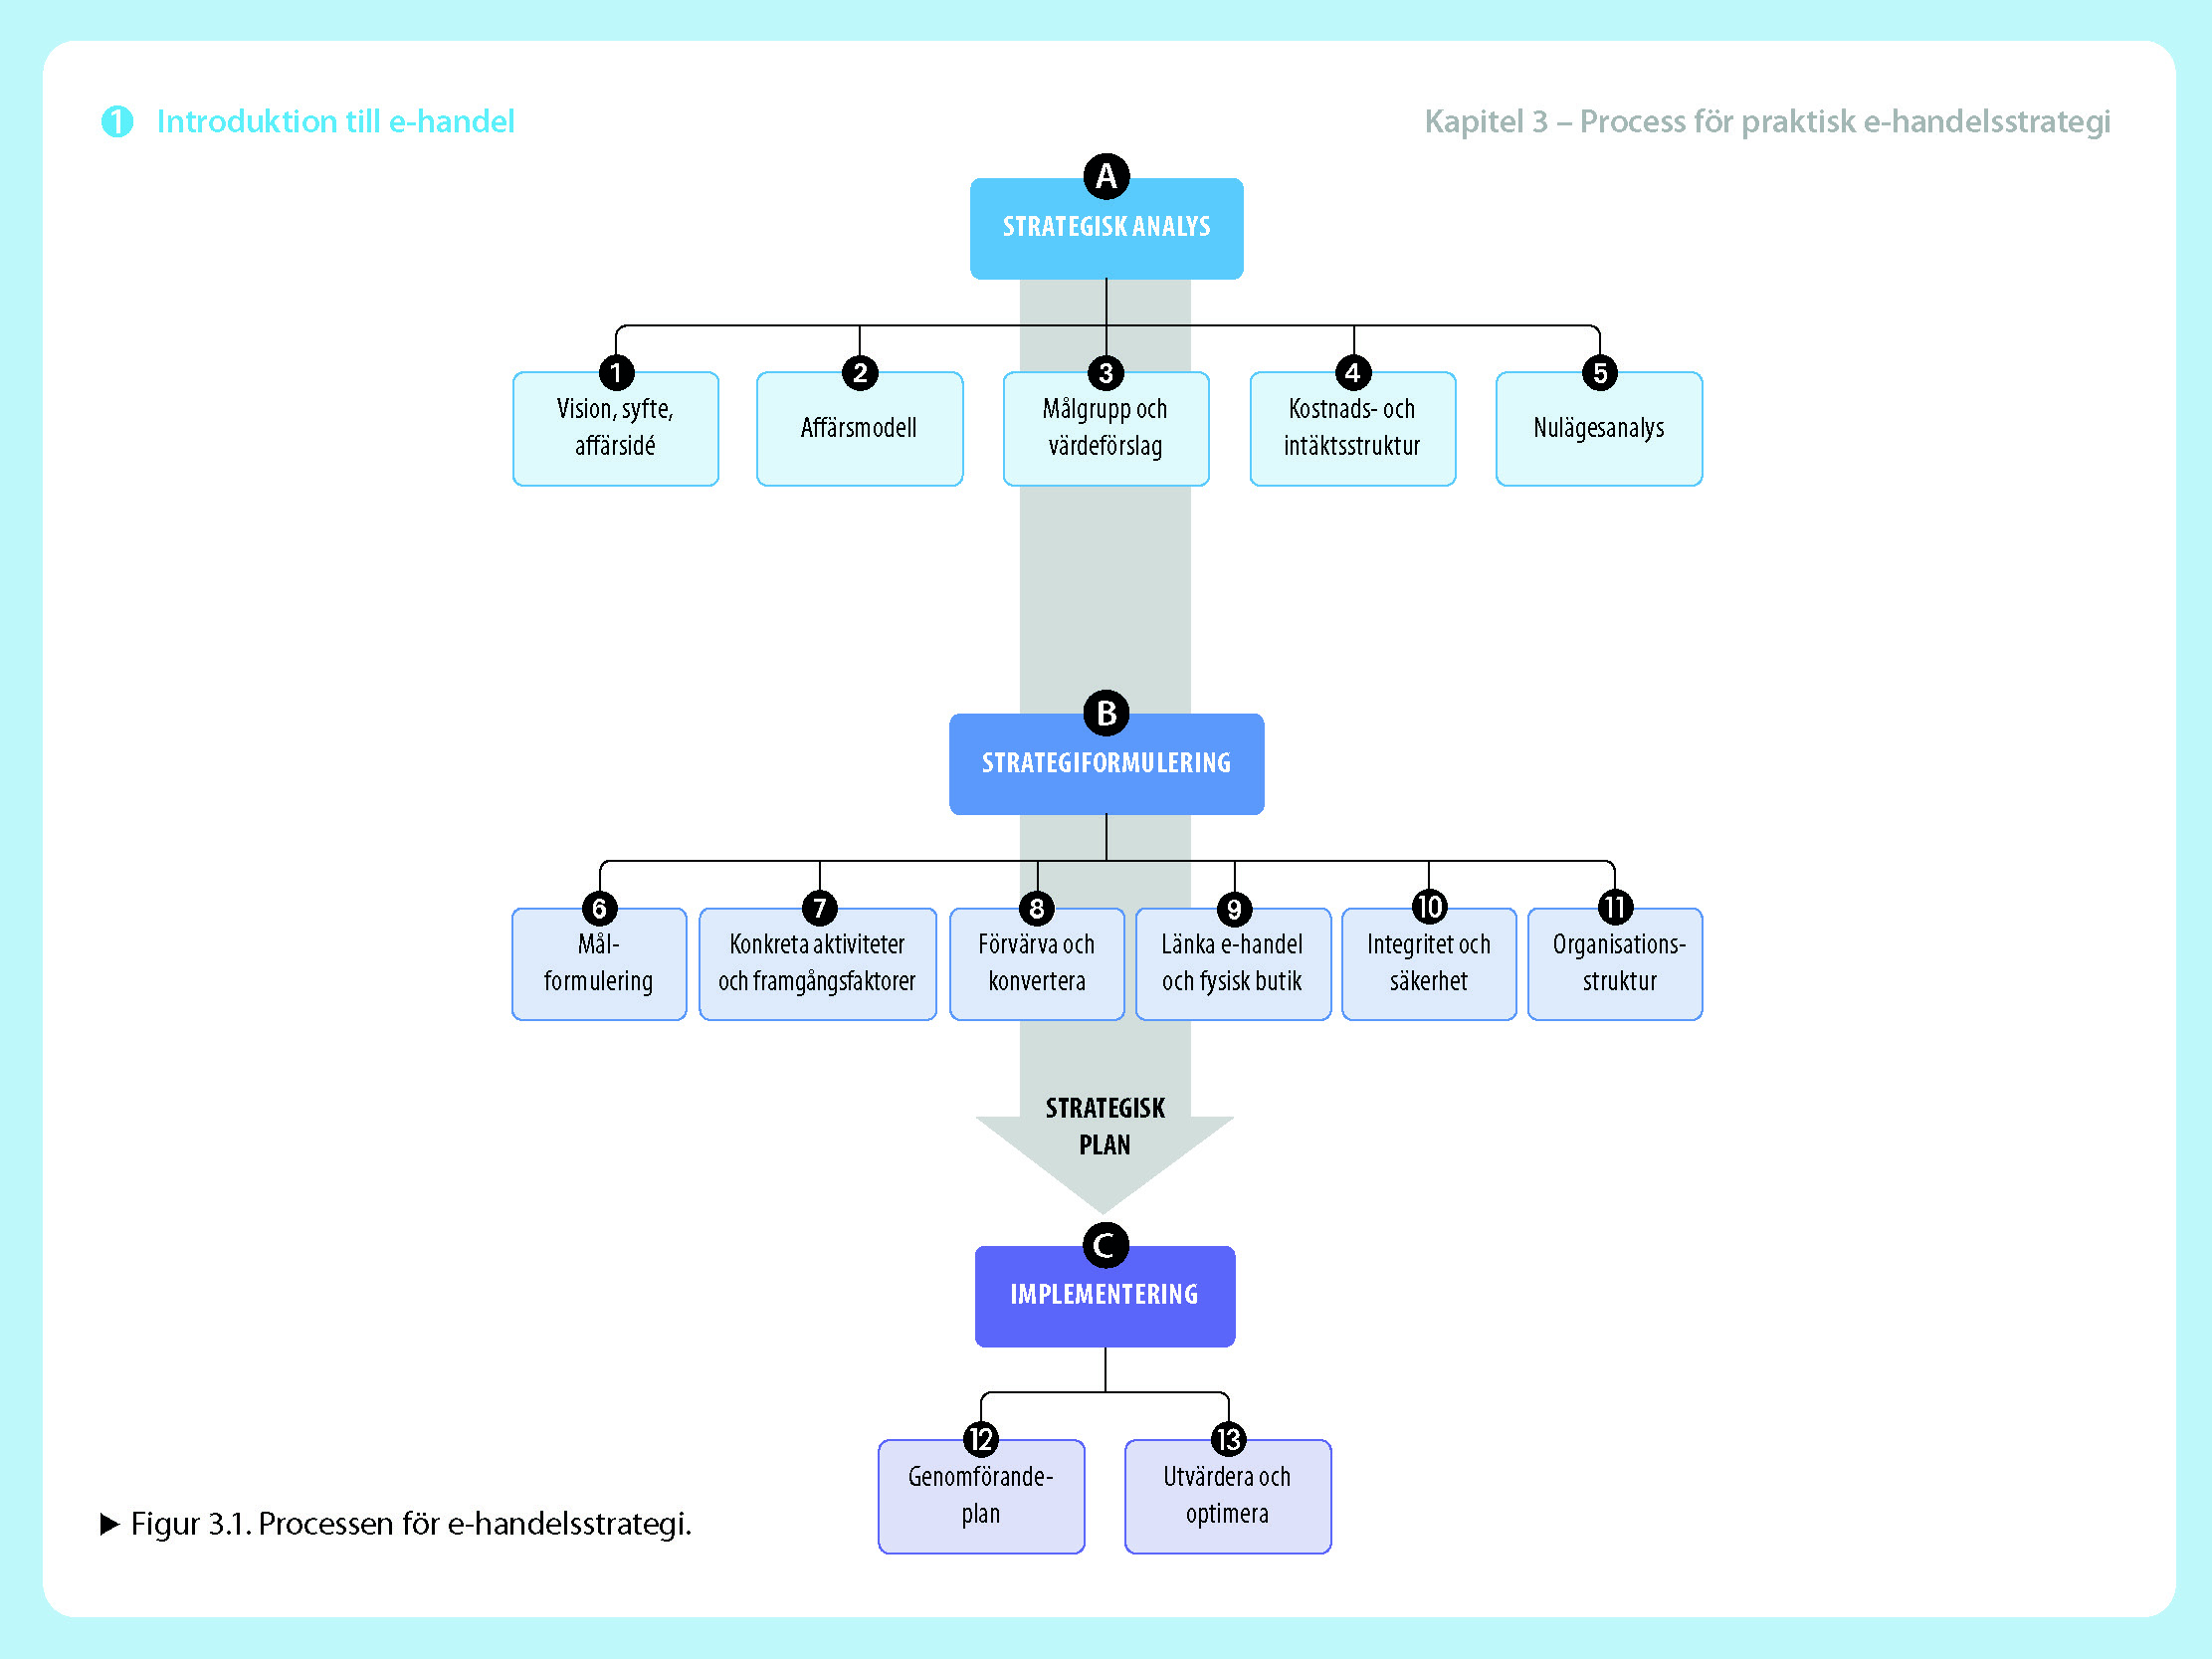 1 Introduktion till e-handel
Kapitel 3 – Process för praktisk e-handelsstrategi
A
STRATEGISK ANALYS
1
Vision, syfte,
affärsidé
2
Affärsmodell
3
Målgrupp och
värdeförslag
4
Kostnads- och
intäktsstruktur
5
Nulägesanalys
B
STRATEGIFORMULERING
6
Mål-
formulering
7
Konkreta aktiviteter
och framgångsfaktorer
8
Förvärva och
konvertera
9
Länka e-handel
och fysisk butik
10
Integritet och
säkerhet
11
Organisations-
struktur
STRATEGISK
PLAN
C
IMPLEMENTERING
12
Genomförande-
plan
13
Utvärdera och
optimera
▶ Figur 3.1. Processen för e-handelsstrategi.